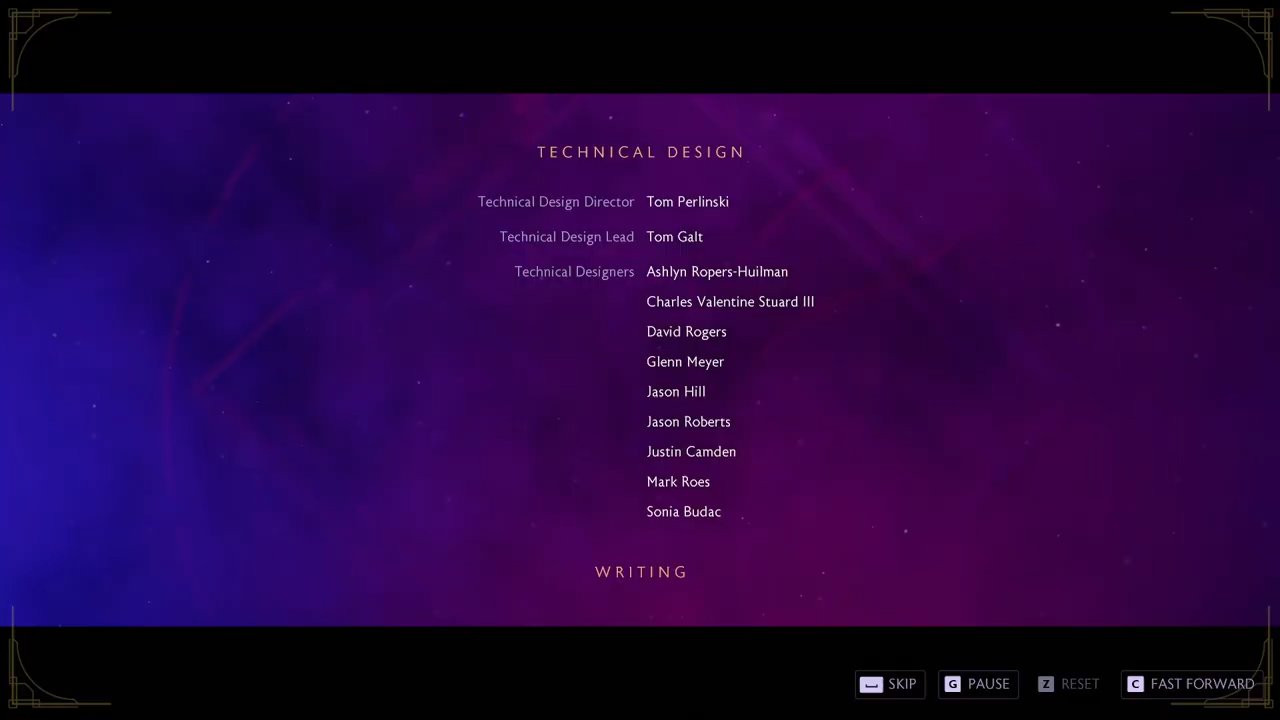 TECHNICAL DESIGN
Technical Design Director Tom Perlinski
Technical Design Lead Tom Galt
Technical Designers Ashlyn Ropers-Huilman
Charles Valentine Stuard III
David Rogers
Glenn Meyer
Jason Hill
Jason Roberts
Justin Camden
Mark Roes
Sonia Budac
WRITING
SKIP G PAUSE Z RESET C FAST FORWARD